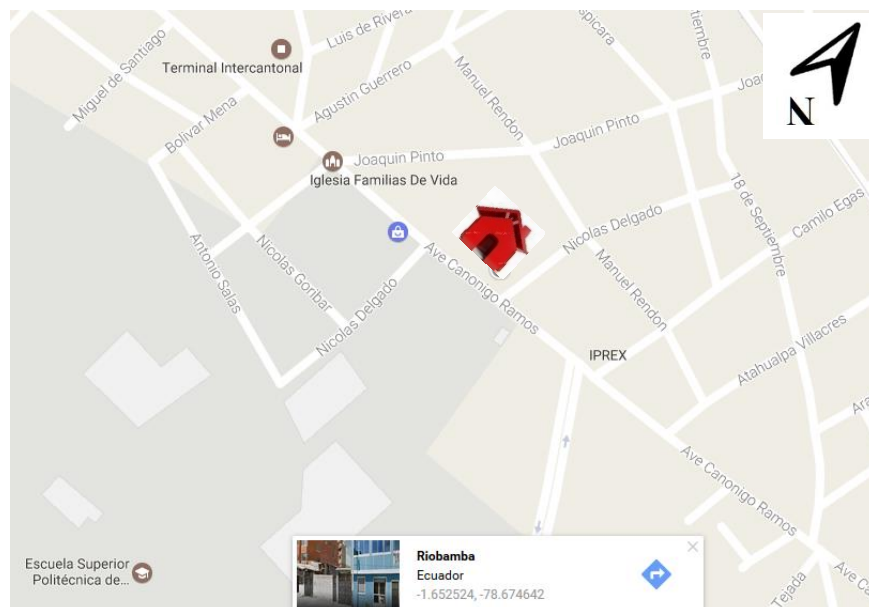 Luis de Rivera
Miguel de Santiago
Terminal Intercantonal
Agustin Guerrero
Manuel Rendon
Bolivar Mena
Joaquin Pinto
Joaquin Pinto
Iglesia Familias De Vida
18 de Septiembre
Camilo Egas
Nicolas Delgado
Antonio Salas
Nicolas Goribar
Ave Canonigo Ramos
Manuel Rendon
Nicolas Delgado
IPREX
Atahualpa Villacres
Ave Canonigo Ramos
Escuela Superior
Politécnica de...
Tejada
N
Riobamba
Ecuador
-1.652524, -78.674642